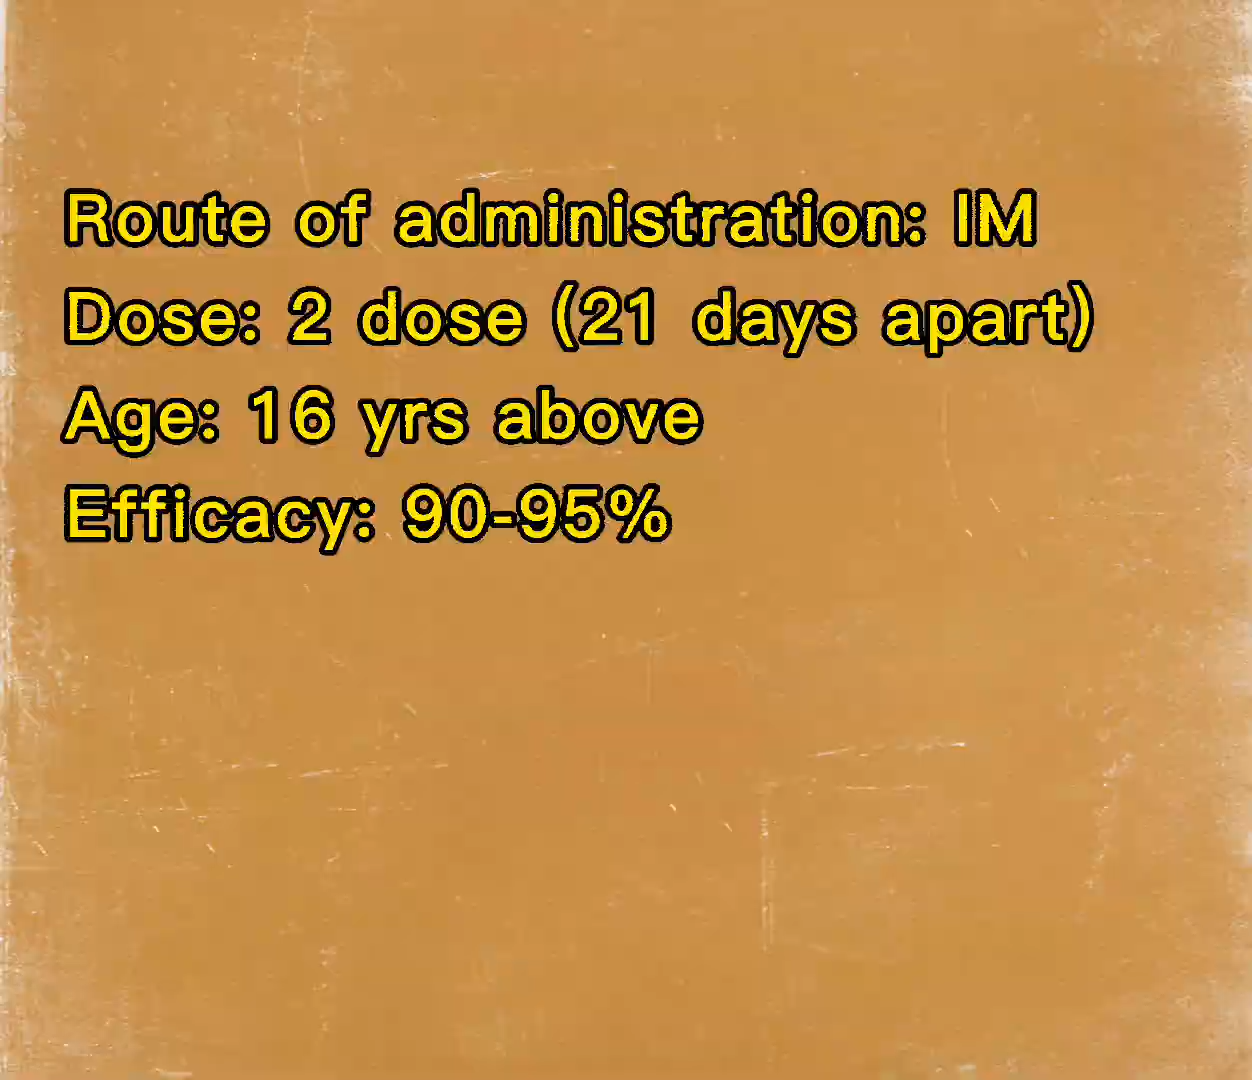 Route of administration: IM
Dose: 2 dose (21 days apart)
Age: 16 yrs above
Efficacy: 90-95%